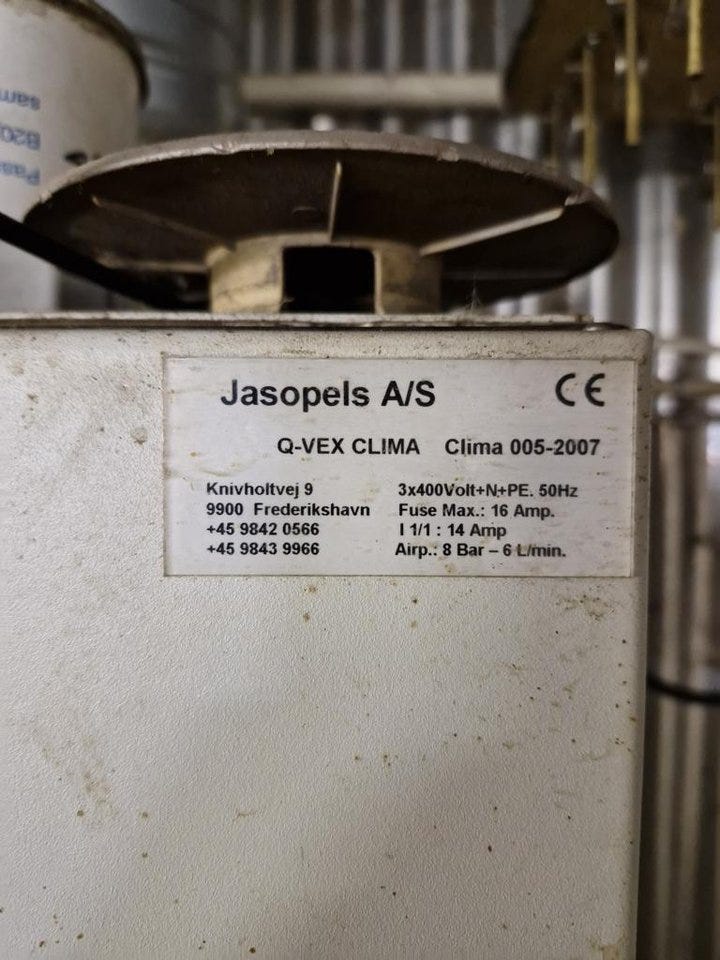 Jasopels A/S CE
Q-VEX CLIMA Clima 005-2007
Knivholtvej 9
9900 Frederikshavn
+45 9842 0566
+45 9843 9966
3x400Volt+N+PE. 50Hz
Fuse Max.: 16 Amp.
I 1/1 : 14 Amp
Airp.: 8 Bar – 6 L/min.